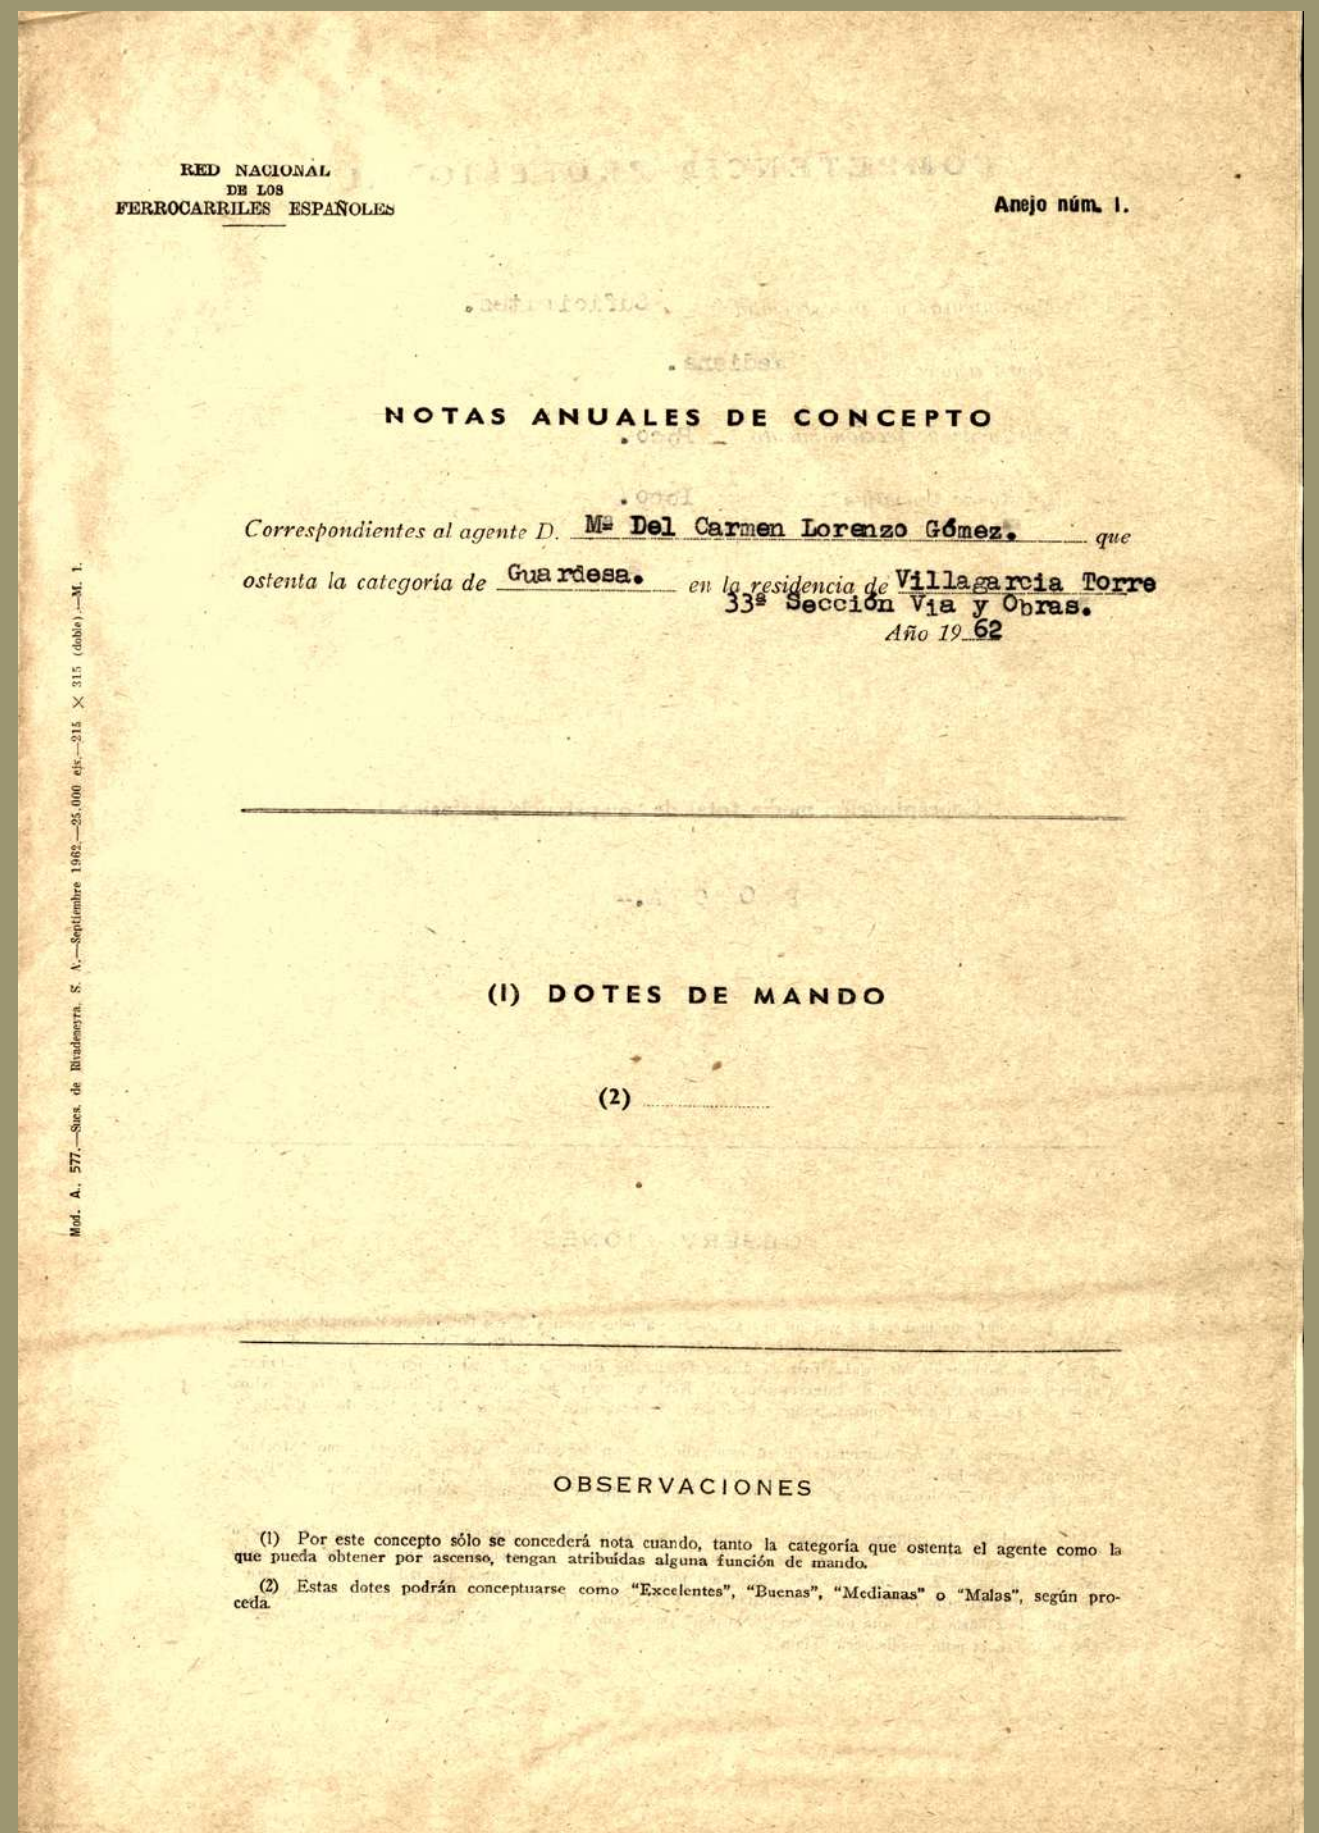 RED NACIONAL
DE LOS
FERROCARRILES ESPAÑOLES
Anejo núm. 1.
NOTAS ANUALES DE CONCEPTO
Correspondientes al agente D. Mª Del Carmen Lorenzo Gómez. que
ostenta la categoría de Guardesa. en la residencia de Villagarcia Torre
33ª Sección Via y Obras.
Año 1962
Mod. A. 577.—Sucs. de Rivadeneyra, S. A.—Septiembre 1962.—25.000 ejs.—215 × 315 (doble).—M. 1.
(1) DOTES DE MANDO
(2)
OBSERVACIONES
(1) Por este concepto sólo se concederá nota cuando, tanto la categoría que ostenta el agente como la
que pueda obtener por ascenso, tengan atribuídas alguna función de mando.
(2) Estas dotes podrán conceptuarse como "Excelentes", "Buenas", "Medianas" o "Malas", según pro-
ceda.